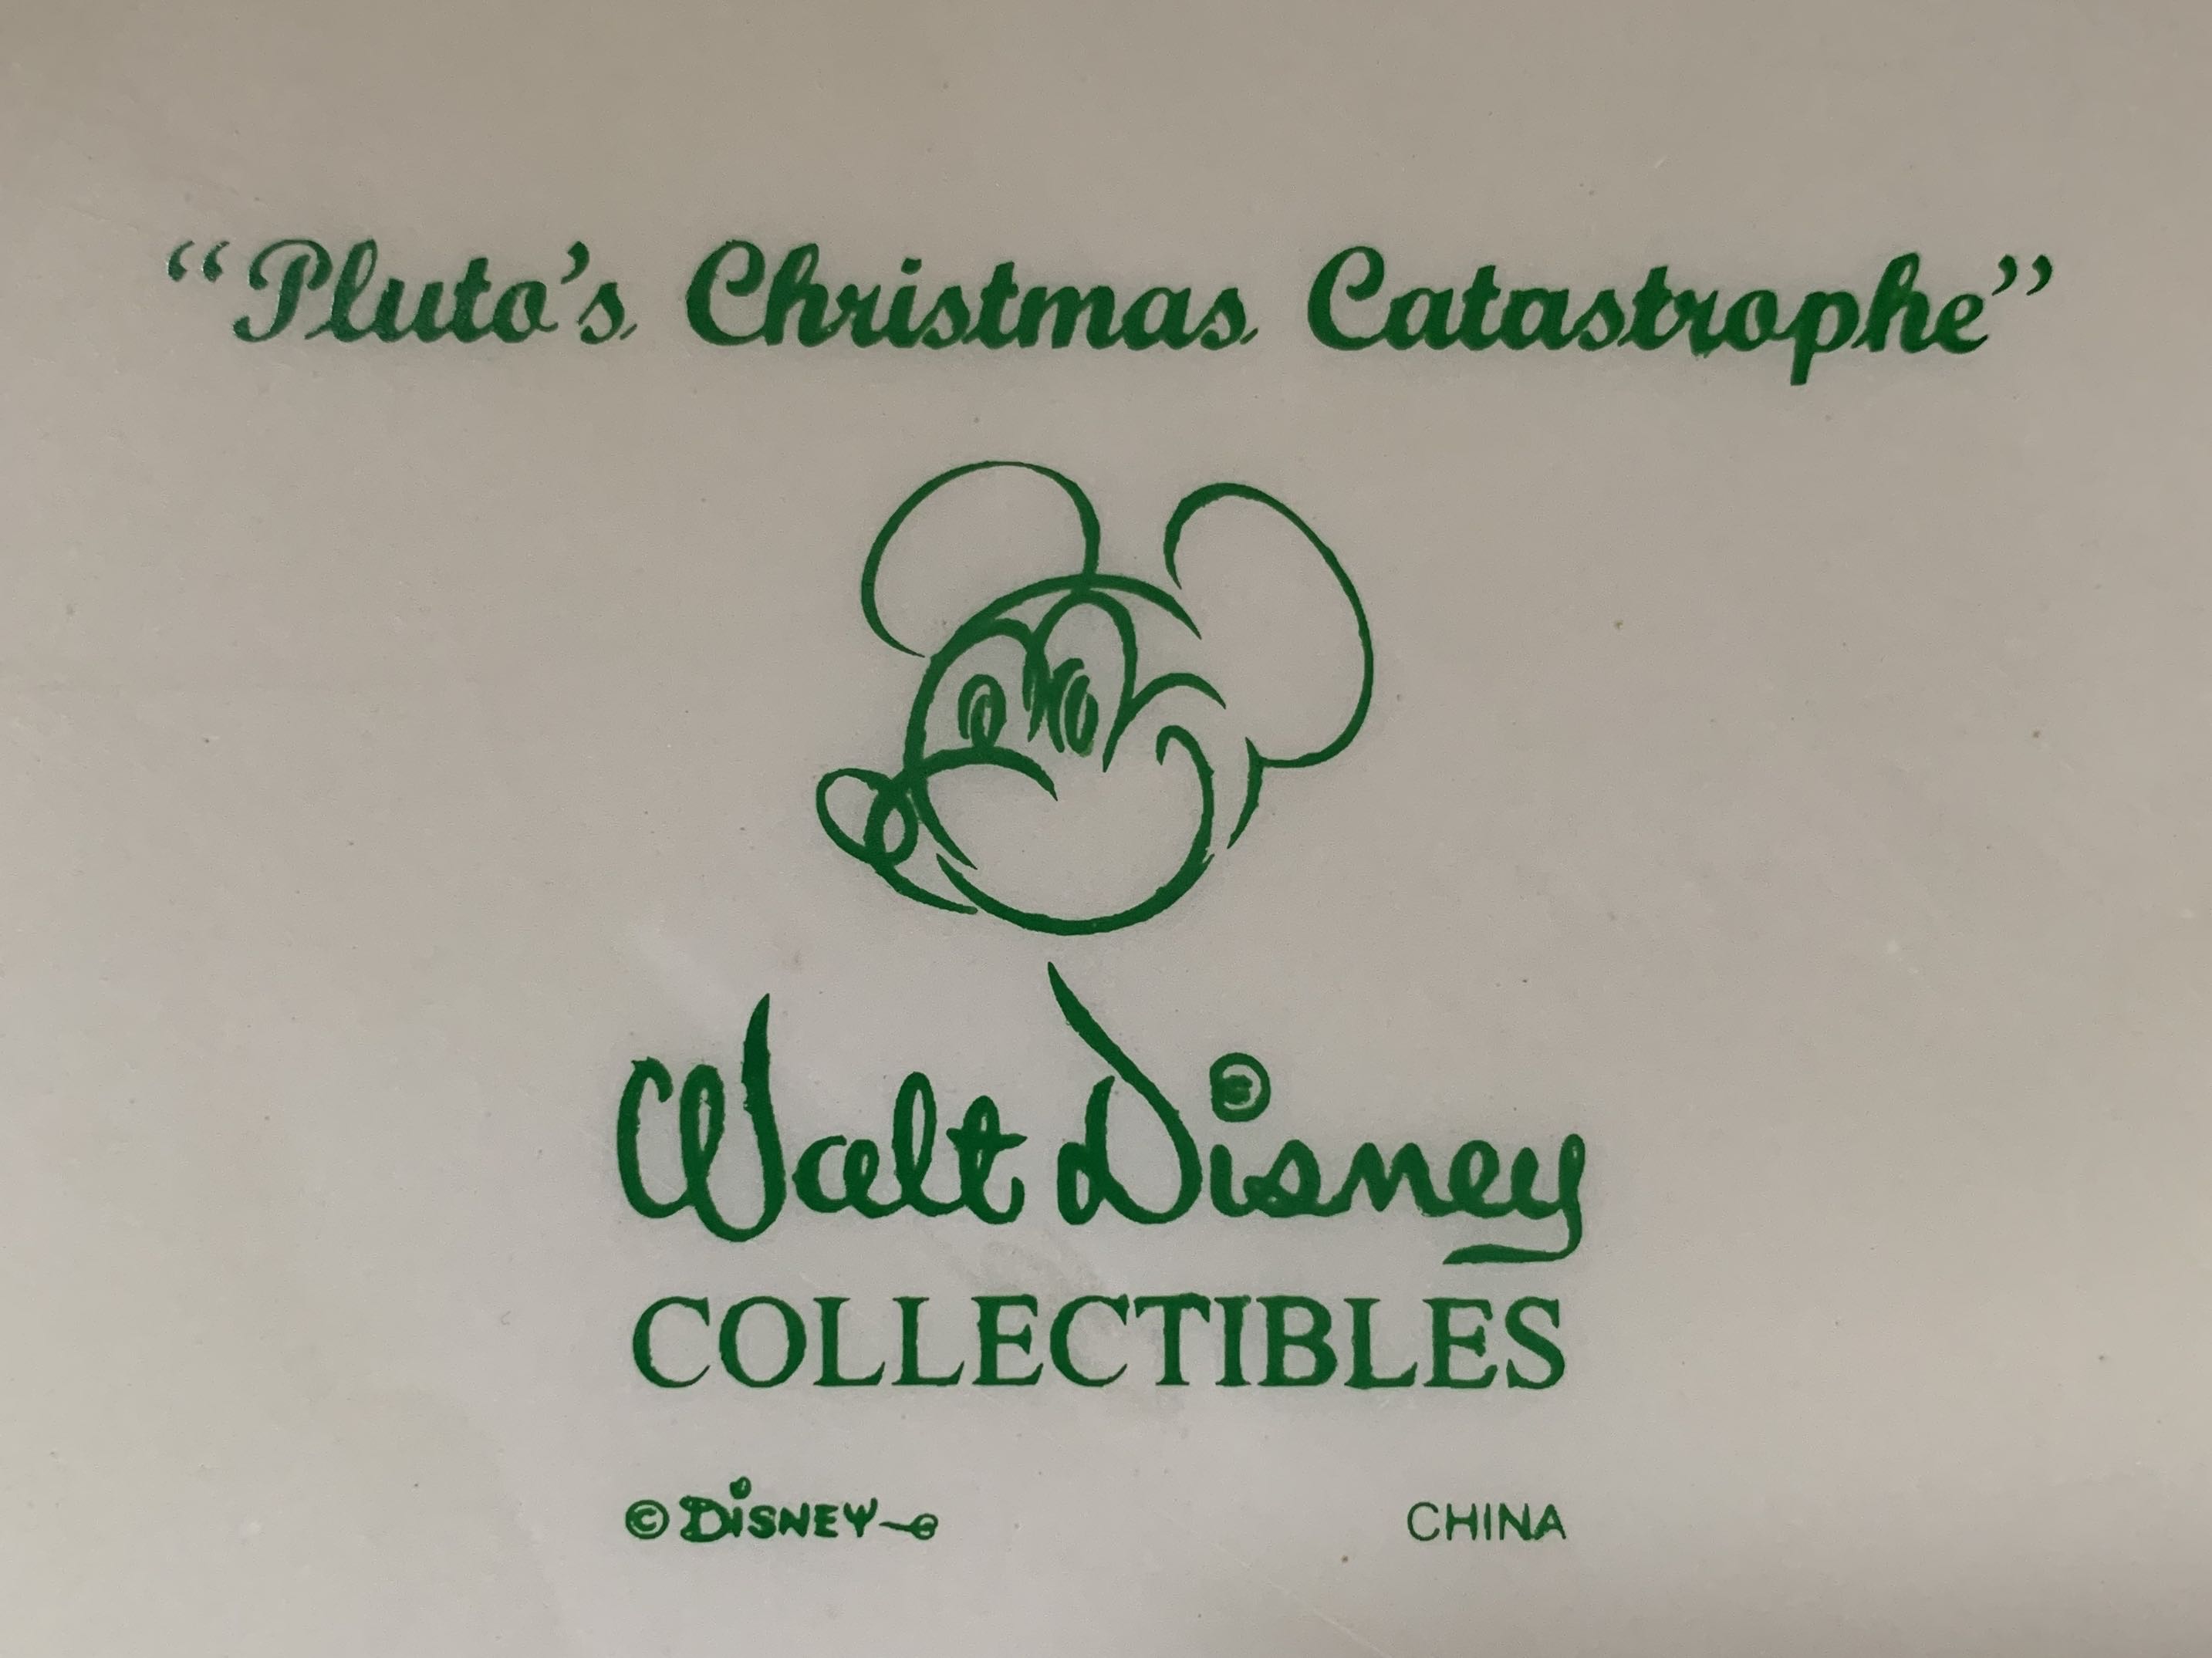 “Pluto’s Christmas Catastrophe”
Walt Disney
COLLECTIBLES
© DISNEY
CHINA